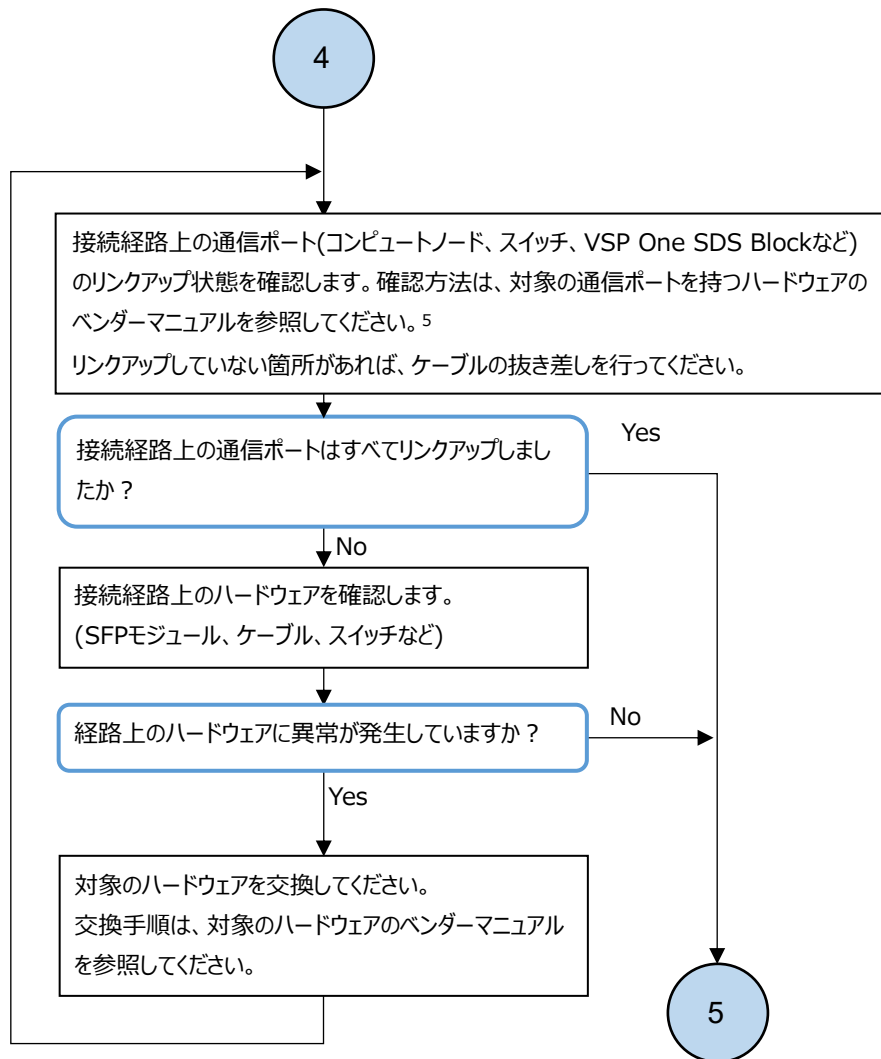 4
接続経路上の通信ポート(コンピュートノード、スイッチ、VSP One SDS Blockなど)
のリンクアップ状態を確認します。確認方法は、対象の通信ポートを持つハードウェアの
ベンダーマニュアルを参照してください。5
リンクアップしていない箇所があれば、ケーブルの抜き差しを行ってください。
接続経路上の通信ポートはすべてリンクアップしまし
たか？
Yes
No
接続経路上のハードウェアを確認します。
(SFPモジュール、ケーブル、スイッチなど)
経路上のハードウェアに異常が発生していますか？
No
Yes
対象のハードウェアを交換してください。
交換手順は、対象のハードウェアのベンダーマニュアル
を参照してください。
5